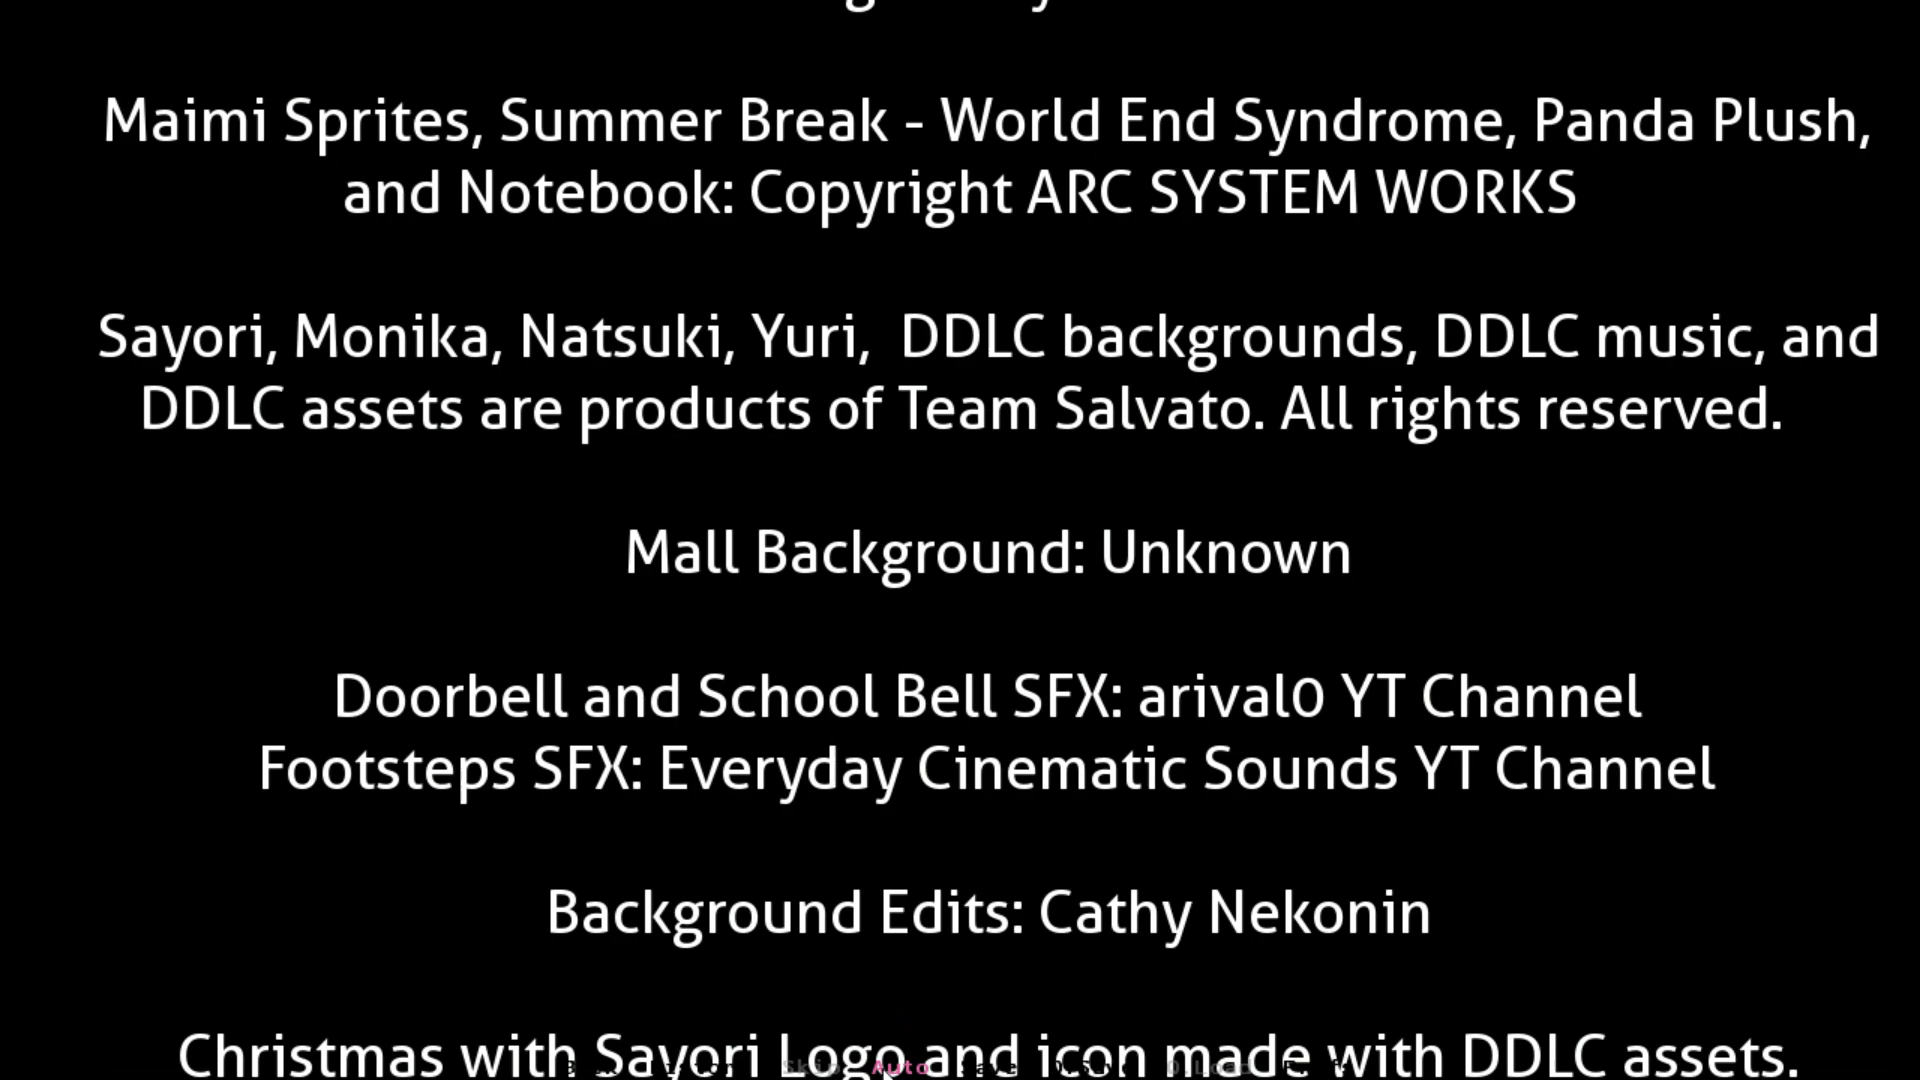 Maimi Sprites, Summer Break - World End Syndrome, Panda Plush,
and Notebook: Copyright ARC SYSTEM WORKS
Sayori, Monika, Natsuki, Yuri, DDLC backgrounds, DDLC music, and
DDLC assets are products of Team Salvato. All rights reserved.
Mall Background: Unknown
Doorbell and School Bell SFX: arival0 YT Channel
Footsteps SFX: Everyday Cinematic Sounds YT Channel
Background Edits: Cathy Nekonin
Christmas with Sayori Logo and icon made with DDLC assets.
Skip Auto Q.Load